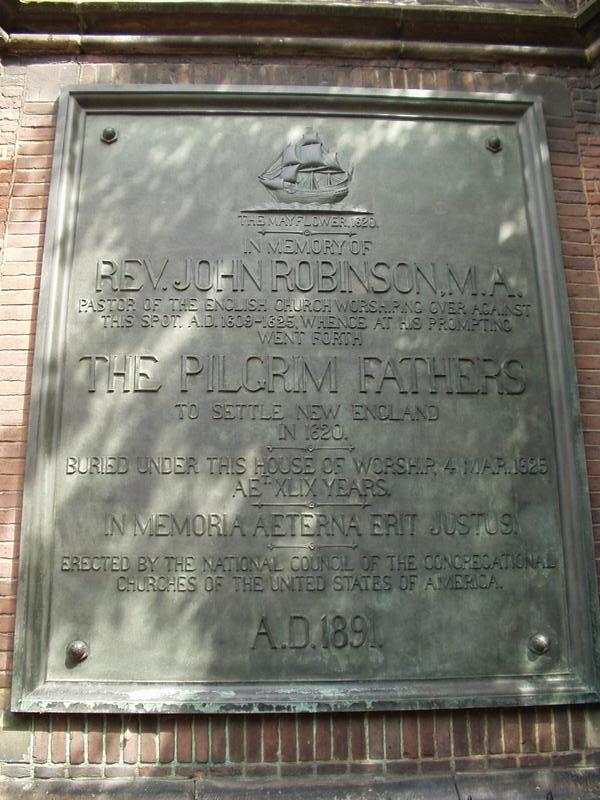 THE MAYFLOWER, 1620.
IN MEMORY OF
REV. JOHN ROBINSON, M.A.
PASTOR OF THE ENGLISH CHURCH WORSHIPING OVER AGAINST
THIS SPOT, A.D. 1609-1625, WHENCE AT HIS PROMPTING
WENT FORTH
THE PILGRIM FATHERS
TO SETTLE NEW ENGLAND
IN 1620.
BURIED UNDER THIS HOUSE OF WORSHIP, 4 MAR. 1625
AET XLIX YEARS.
IN MEMORIA AETERNA ERIT JUSTUS.
ERECTED BY THE NATIONAL COUNCIL OF THE CONGREGATIONAL
CHURCHES OF THE UNITED STATES OF AMERICA.
A.D. 1891.